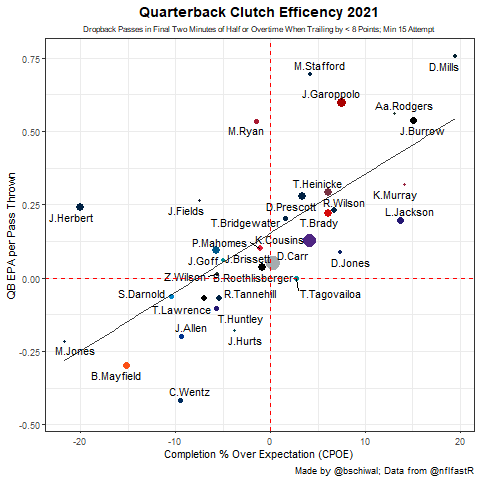 Quarterback Clutch Efficency 2021
Dropback Passes in Final Two Minutes of Half or Overtime When Trailing by < 8 Points; Min 15 Attempt
QB EPA per Pass Thrown
0.75
0.50
0.25
0.00
-0.25
-0.50
D.Mills
M.Stafford
J.Garoppolo
Aa.Rodgers
J.Burrow
M.Ryan
T.Heinicke
K.Murray
D.Prescott
R.Wilson
L.Jackson
J.Herbert
J.Fields
T.Bridgewater
T.Brady
P.Mahomes
K.Cousins
J.Goff
J.Brissett
D.Carr
D.Jones
Z.Wilson
B.Roethlisberger
S.Darnold
R.Tannehill
T.Tagovailoa
T.Lawrence
T.Huntley
J.Allen
J.Hurts
M.Jones
B.Mayfield
C.Wentz
-20
-10
0
10
20
Completion % Over Expectation (CPOE)
Made by @bschiwal; Data from @nflfastR